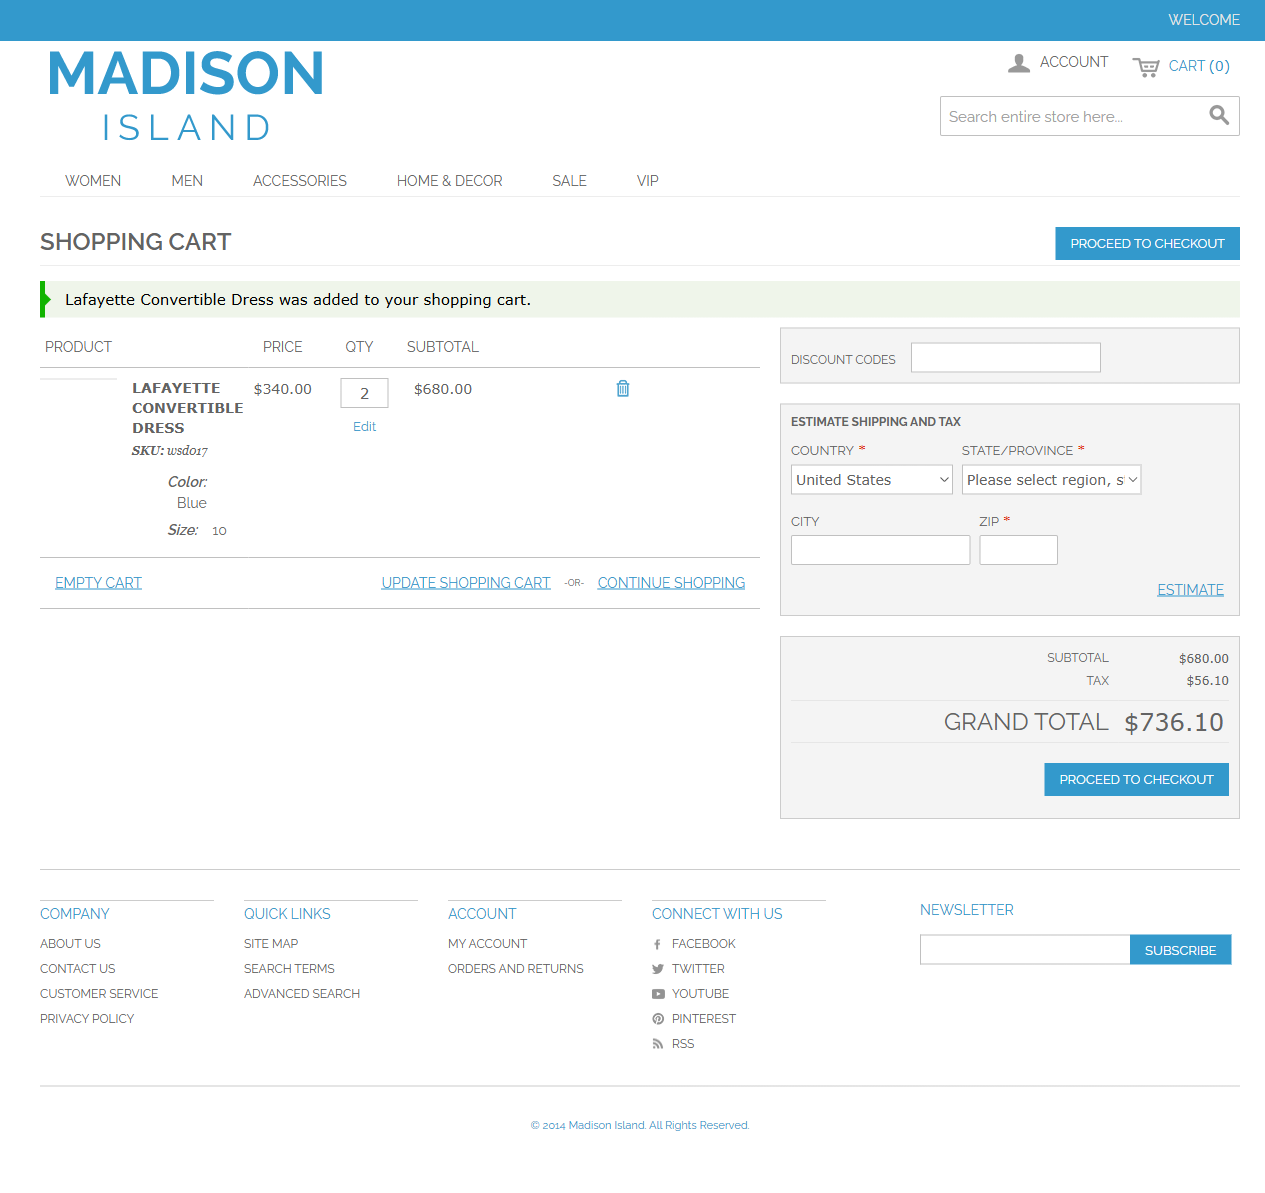 WELCOME
MADISON
ISLAND
ACCOUNT
CART (0)
Search entire store here...
WOMEN MEN ACCESSORIES HOME & DECOR SALE VIP
SHOPPING CART
PROCEED TO CHECKOUT
Lafayette Convertible Dress was added to your shopping cart.
PRODUCT PRICE QTY SUBTOTAL
LAFAYETTE CONVERTIBLE DRESS $340.00 2 $680.00
Edit
SKU: wsd017
Color:
Blue
Size: 10
EMPTY CART UPDATE SHOPPING CART -OR- CONTINUE SHOPPING
DISCOUNT CODES
ESTIMATE SHIPPING AND TAX
COUNTRY * STATE/PROVINCE *
United States Please select region, s
CITY ZIP *
ESTIMATE
SUBTOTAL $680.00
TAX $56.10
GRAND TOTAL $736.10
PROCEED TO CHECKOUT
COMPANY
ABOUT US
CONTACT US
CUSTOMER SERVICE
PRIVACY POLICY
QUICK LINKS
SITE MAP
SEARCH TERMS
ADVANCED SEARCH
ACCOUNT
MY ACCOUNT
ORDERS AND RETURNS
CONNECT WITH US
FACEBOOK
TWITTER
YOUTUBE
PINTEREST
RSS
NEWSLETTER
SUBSCRIBE
© 2014 Madison Island. All Rights Reserved.